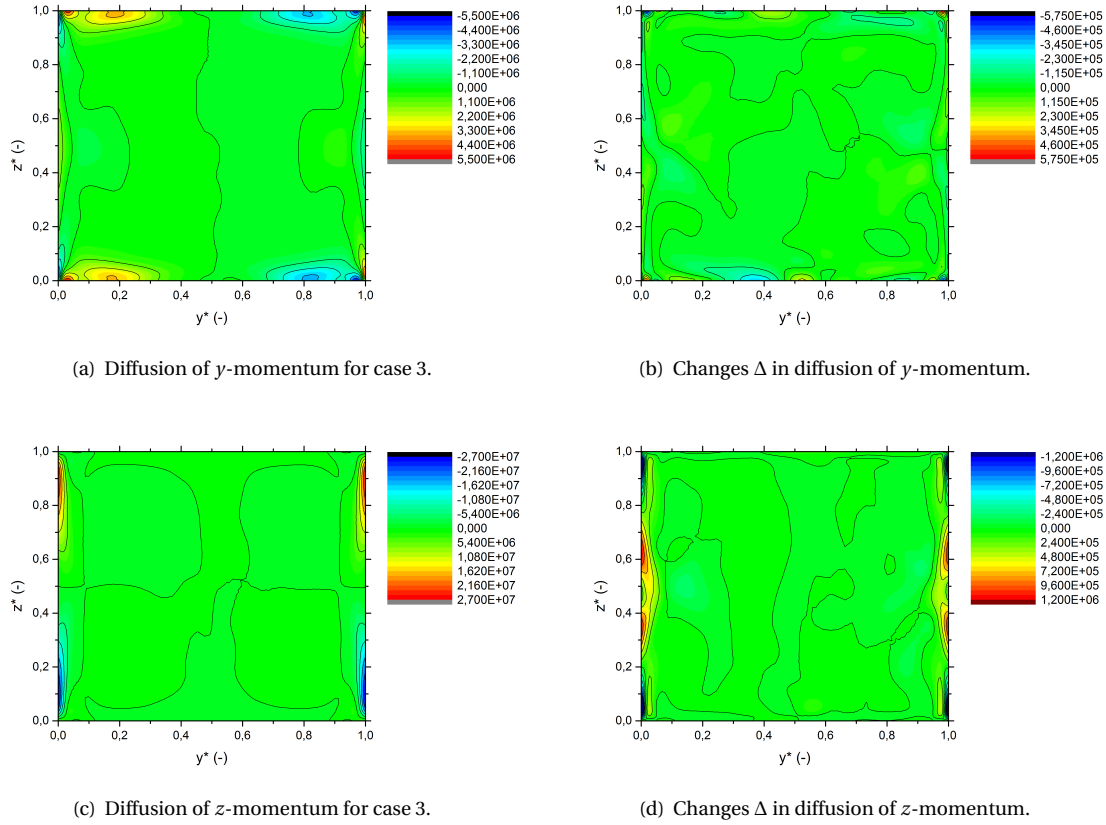 1,0
0,8
0,6
0,4
0,2
0,0
z* (-)
0,0 0,2 0,4 0,6 0,8 1,0
y* (-)
-5,500E+06
-4,400E+06
-3,300E+06
-2,200E+06
-1,100E+06
0,000
1,100E+06
2,200E+06
3,300E+06
4,400E+06
5,500E+06
(a) Diffusion of y-momentum for case 3.
1,0
0,8
0,6
0,4
0,2
0,0
z* (-)
0,0 0,2 0,4 0,6 0,8 1,0
y* (-)
-5,750E+05
-4,600E+05
-3,450E+05
-2,300E+05
-1,150E+05
0,000
1,150E+05
2,300E+05
3,450E+05
4,600E+05
5,750E+05
(b) Changes Δ in diffusion of y-momentum.
1,0
0,8
0,6
0,4
0,2
0,0
z* (-)
0,0 0,2 0,4 0,6 0,8 1,0
y* (-)
-2,700E+07
-2,160E+07
-1,620E+07
-1,080E+07
-5,400E+06
0,000
5,400E+06
1,080E+07
1,620E+07
2,160E+07
2,700E+07
(c) Diffusion of z-momentum for case 3.
1,0
0,8
0,6
0,4
0,2
0,0
z* (-)
0,0 0,2 0,4 0,6 0,8 1,0
y* (-)
-1,200E+06
-9,600E+05
-7,200E+05
-4,800E+05
-2,400E+05
0,000
2,400E+05
4,800E+05
7,200E+05
9,600E+05
1,200E+06
(d) Changes Δ in diffusion of z-momentum.